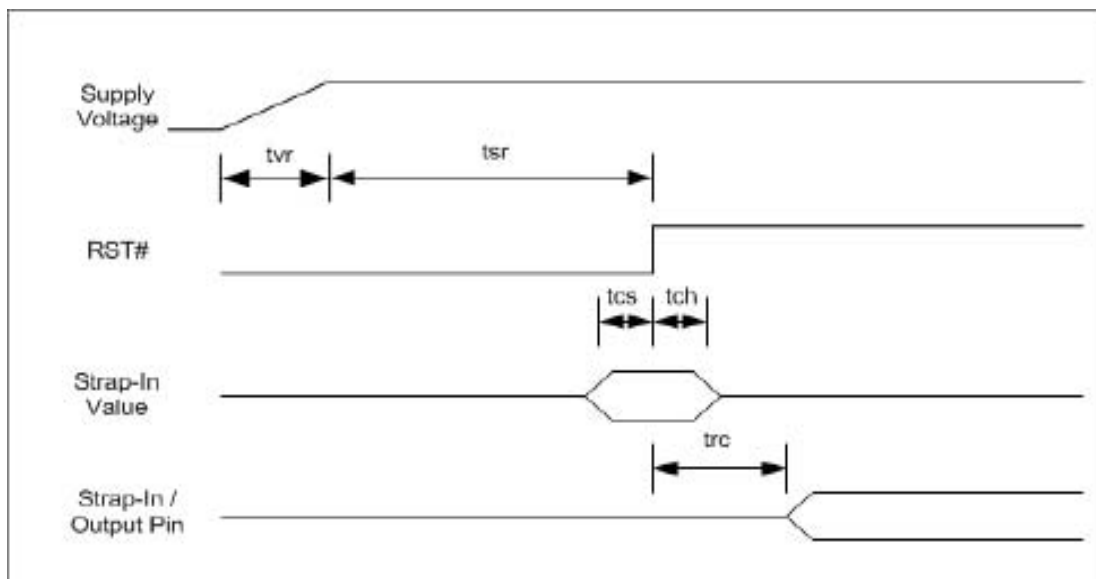 Supply
Voltage
tvr
tsr
RST#
tcs
tch
Strap-In
Value
trc
Strap-In /
Output Pin